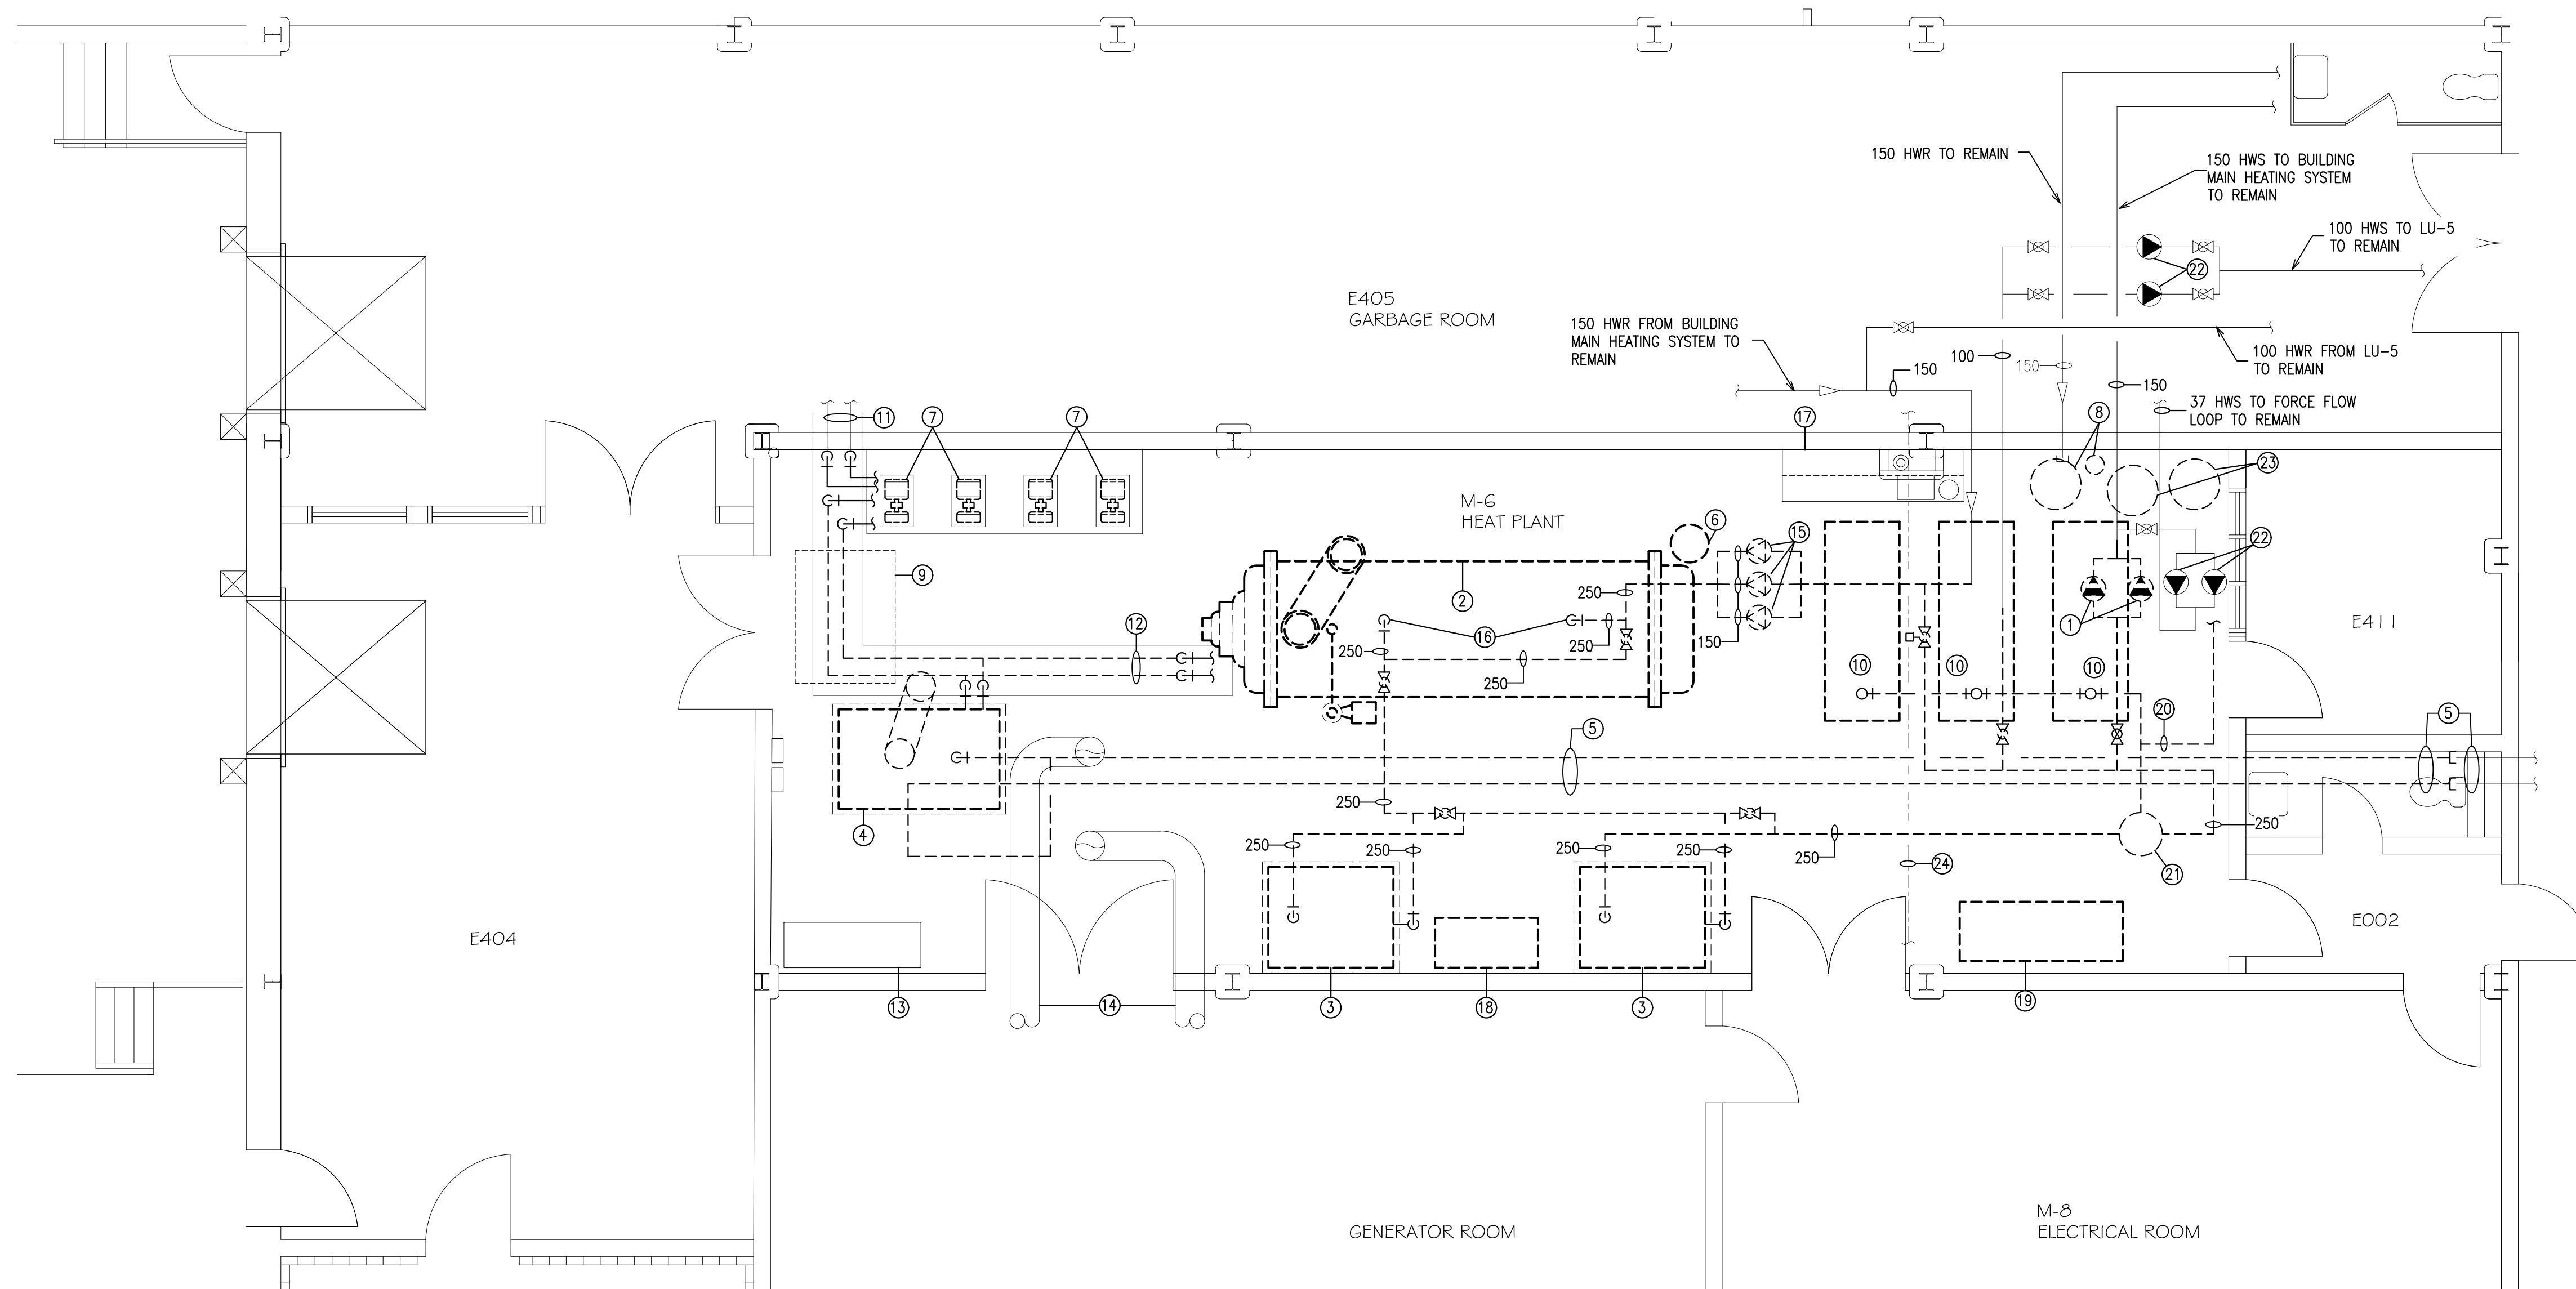 150 HWR TO REMAIN
150 HWS TO BUILDING
MAIN HEATING SYSTEM
TO REMAIN
100 HWS TO LU-5
TO REMAIN
22
E405
GARBAGE ROOM
150 HWR FROM BUILDING
MAIN HEATING SYSTEM TO
REMAIN
100
150
150
150
100 HWR FROM LU-5
TO REMAIN
37 HWS TO FORCE FLOW
LOOP TO REMAIN
11
7
7
17
8
23
M-6
HEAT PLANT
6
15
22
9
2
250
16
250
250
250
150
1
E411
12
10
10
10
20
5
5
4
250
250
250
250
250
250
250
21
24
E404
E002
13
14
3
18
3
19
GENERATOR ROOM
M-8
ELECTRICAL ROOM